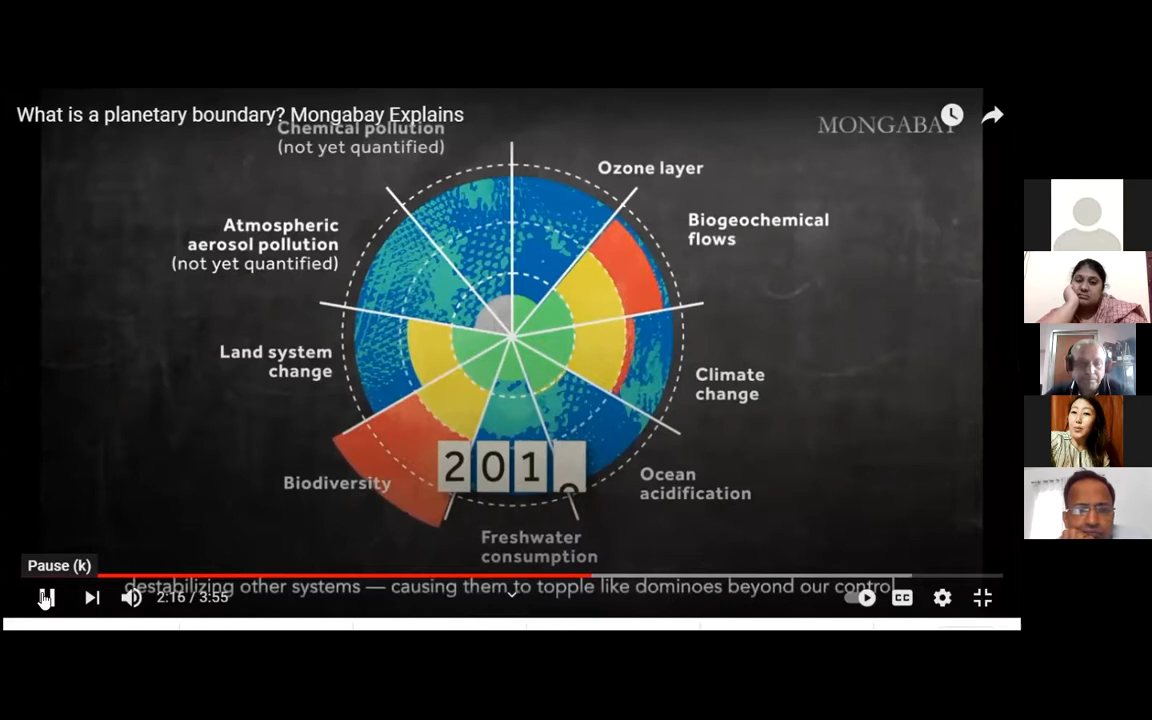 What is a planetary boundary? Mongabay Explains
MONGABAY
Chemical pollution
(not yet quantified)
Ozone layer
Atmospheric
aerosol pollution
(not yet quantified)
Biogeochemical
flows
Land system
change
Climate
change
201
Biodiversity
Ocean
acidification
Freshwater
consumption
Pause (k)
destabilizing other systems — causing them to topple like dominoes beyond our control
2:16 / 3:55
CC